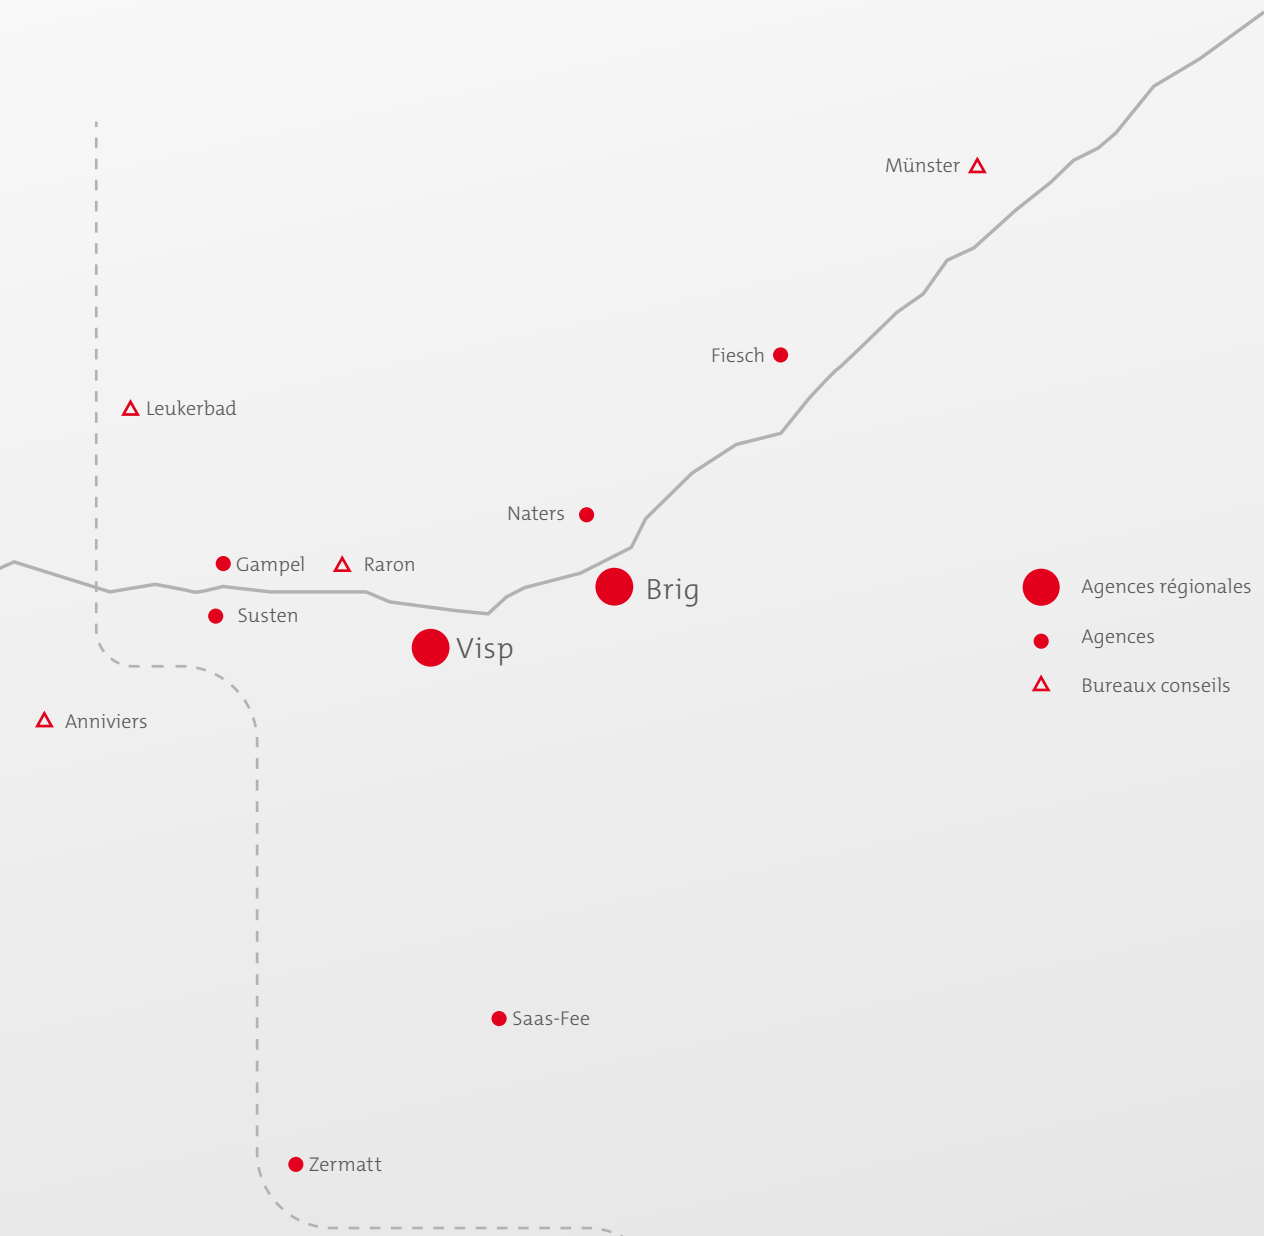 Münster
Fiesch
Leukerbad
Naters
Gampel
Raron
Brig
Agences régionales
Susten
Visp
Agences
Bureaux conseils
Anniviers
Saas-Fee
Zermatt